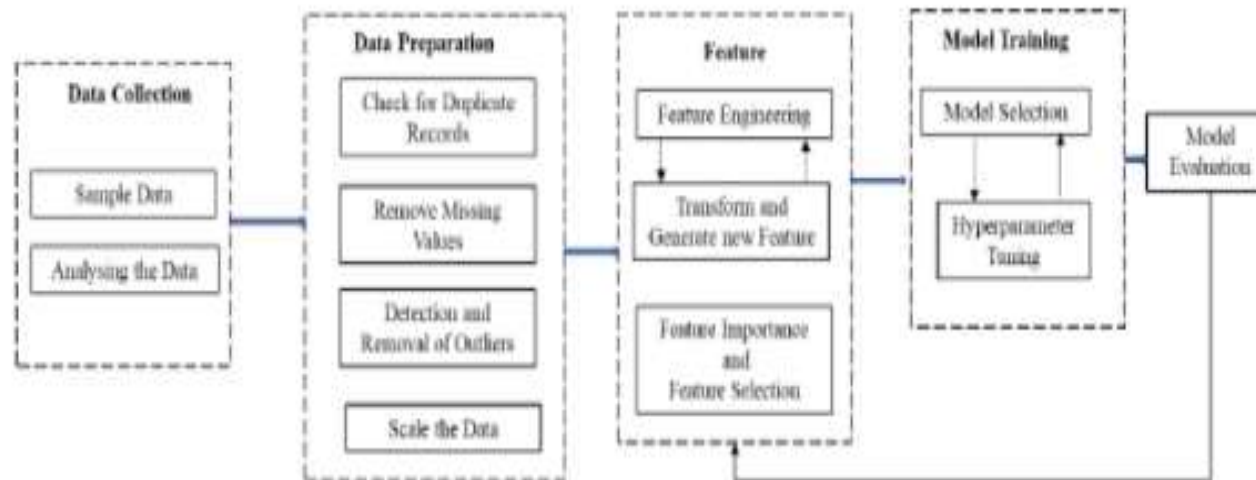 Data Collection
Sample Data
Analysing the Data
Data Preparation
Check for Duplicate
Records
Remove Missing
Values
Detection and
Removal of Outliers
Scale the Data
Feature
Feature Engineering
Transform and
Generate new Feature
Feature Importance
and
Feature Selection
Model Training
Model Selection
Hyperparameter
Tuning
Model
Evaluation